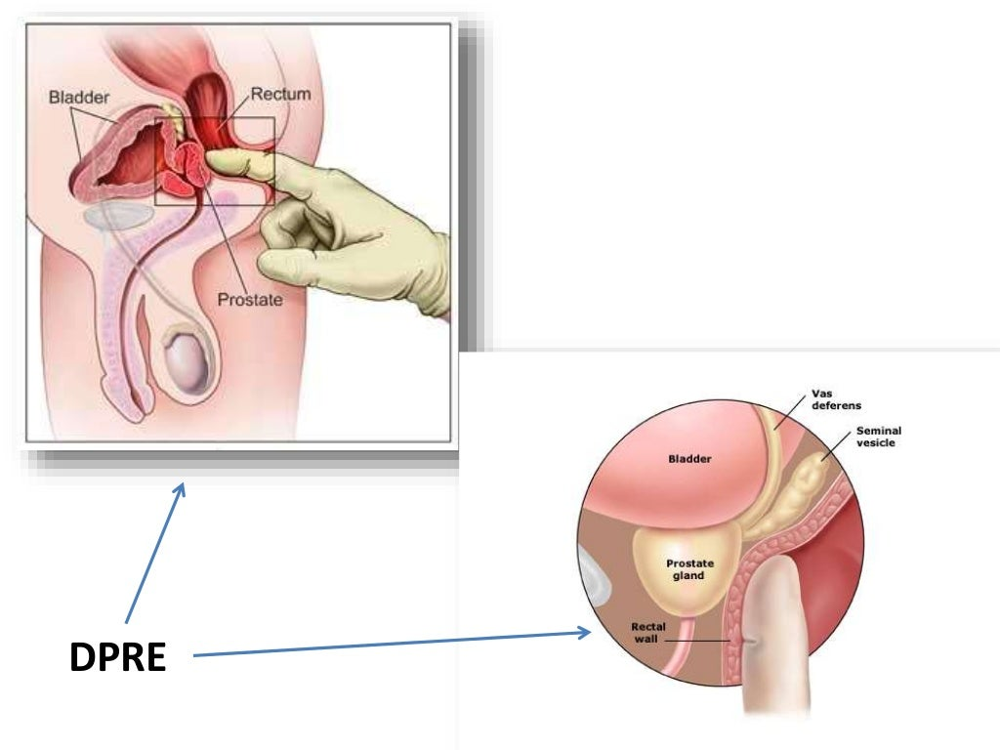 Bladder
Rectum
Prostate
Vas
deferens
Seminal
vesicle
Bladder
Prostate
gland
Rectal
wall
DPRE